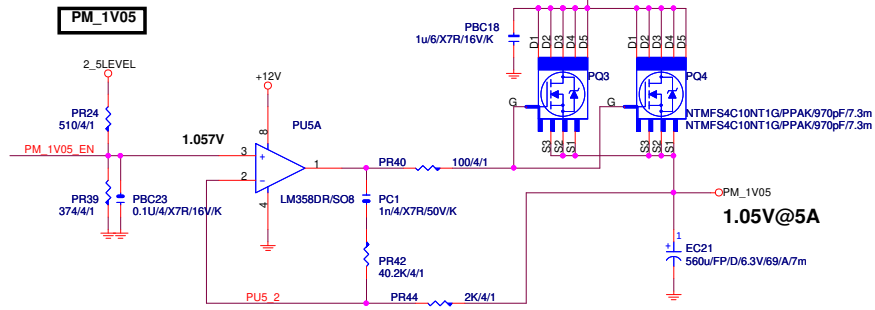 PM_1V05
PBC18
1u/6/X7R/16V/K
D1
D2
D3
D4
D5
D1
D2
D3
D4
D5
2_5LEVEL
+12V
PQ3
PQ4
PR24
510/4/1
8
PU5A
G
G
NTMFS4C10NT1G/PPAK/970pF/7.3m
NTMFS4C10NT1G/PPAK/970pF/7.3m
1.057V
S3
S2
S1
S3
S2
S1
PM_1V05_EN
3
+
1
PR40
100/4/1
2
-
PR39
374/4/1
PBC23
0.1U/4/X7R/16V/K
4
LM358DR/SO8
PC1
1n/4/X7R/50V/K
PM_1V05
1.05V@5A
1
+
EC21
560u/FP/D/6.3V/69/A/7m
PR42
40.2K/4/1
PU5_2
PR44
2K/4/1